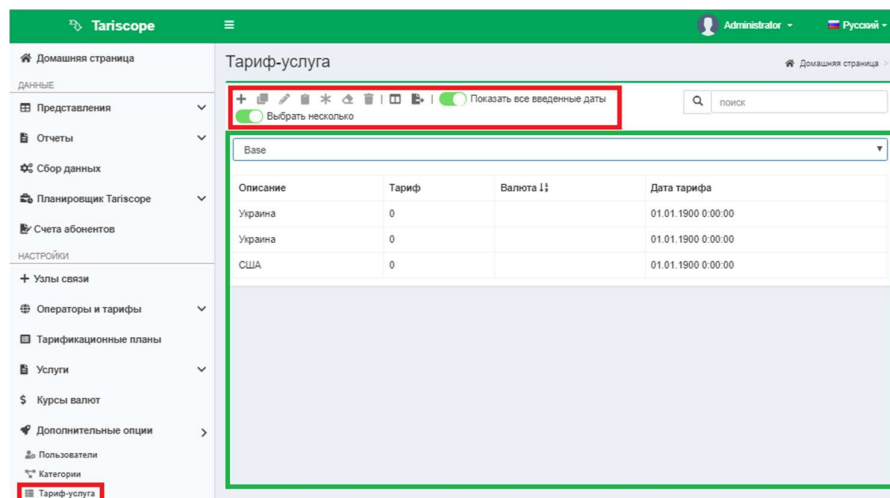 Tariscope
Administrator
Русский
Домашняя страница
ДАННЫЕ
Представления
Отчеты
Сбор данных
Планировщик Tariscope
Счета абонентов
НАСТРОЙКИ
Узлы связи
Операторы и тарифы
Тарификационные планы
Услуги
$ Курсы валют
Дополнительные опции
Пользователи
Категории
Тариф-услуга
Тариф-услуга
Домашняя страница >
Показать все введенные даты
Выбрать несколько
поиск
Base
Описание Тариф Валюта Дата тарифа
Украина 0 01.01.1900 0:00:00
Украина 0 01.01.1900 0:00:00
США 0 01.01.1900 0:00:00